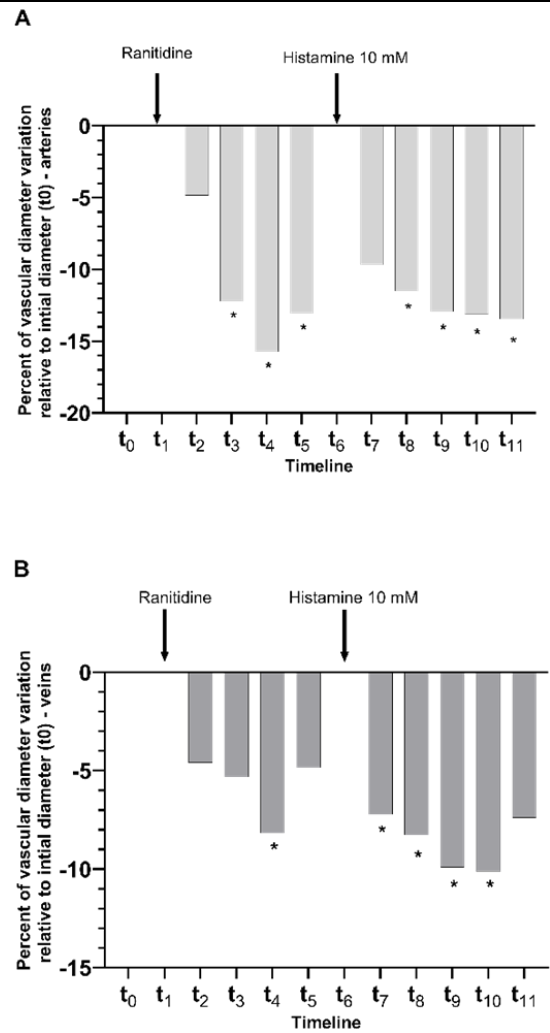 A
Ranitidine
Histamine 10 mM
Percent of vascular diameter variation
relative to intial diameter (t0) - arteries
0
-5
-10
-15
-20
*
*
*
*
*
*
*
t0 t1 t2 t3 t4 t5 t6 t7 t8 t9 t10 t11
Timeline
B
Ranitidine
Histamine 10 mM
Percent of vascular diameter variation
relative to intial diameter (t0) - veins
0
-5
-10
-15
*
*
*
*
*
t0 t1 t2 t3 t4 t5 t6 t7 t8 t9 t10 t11
Timeline